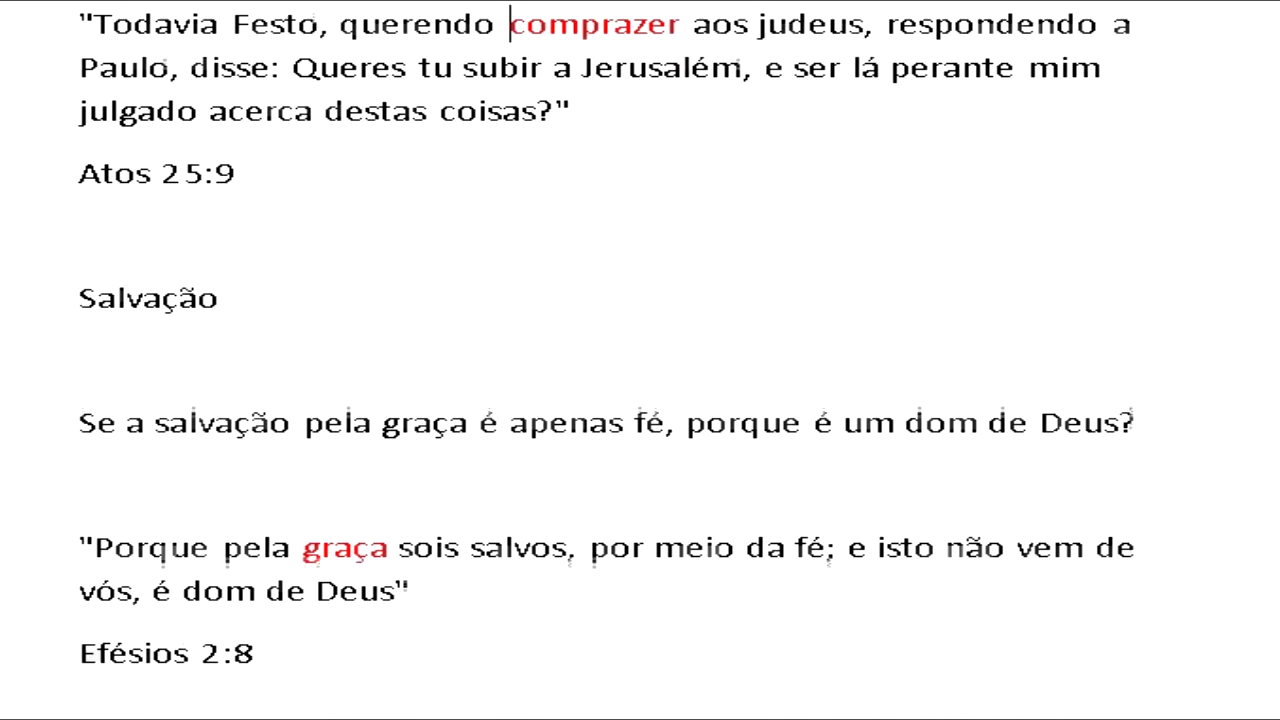 "Todavia Festo, querendo comprazer aos judeus, respondendo a
Paulo, disse: Queres tu subir a Jerusalém, e ser lá perante mim
julgado acerca destas coisas?"
Atos 25:9
Salvação
Se a salvação pela graça é apenas fé, porque é um dom de Deus?
"Porque pela graça sois salvos, por meio da fé; e isto não vem de
vós, é dom de Deus"
Efésios 2:8